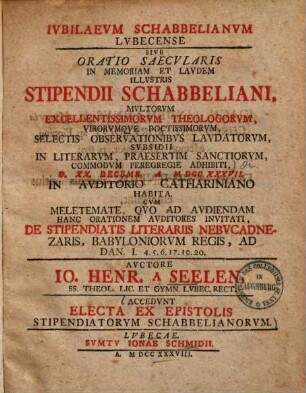 IVBILAEVM SCHABBELIANVM
LVBECENSE
SIVE
ORATIO SAECVLARIS
IN MEMORIAM ET LAVDEM
ILLVSTRIS
STIPENDII SCHABBELIANI,
MVLTORVM
EXCELLENTISSIMORVM THEOLOGORVM,
VIRORVMQVE DOCTISSIMORVM,
SELECTIS OBSERVATIONIBVS LAVDATORVM,
SVBSIDII
IN LITERARVM, PRAESERTIM SANCTIORVM,
COMMODVM PEREGREGIE ADHIBITI,
D. XX. DECEMB. A. M DCC XXXVII.
IN AVDITORIO CATHARINIANO
HABITA,
CVM
MELETEMATE, QVO AD AVDIENDAM
HANC ORATIONEM AVDITORES INVITATI,
DE STIPENDIATIS LITERARIIS NEBVCADNE-
ZARIS, BABYLONIORVM REGIS, AD
DAN. I. 4. 5. 6. 17. 19. 20.
AVCTORE
IO. HENR. A SEELEN,
SS. THEOL. LIC. ET GYMN. LVBEC. RECT.
(ACCEDVNT
ELECTA EX EPISTOLIS
STIPENDIATORVM SCHABBELIANORVM.)
LVBECAE,
SVMTV IONAE SCHMIDII.
A. M DCC XXXVIII.